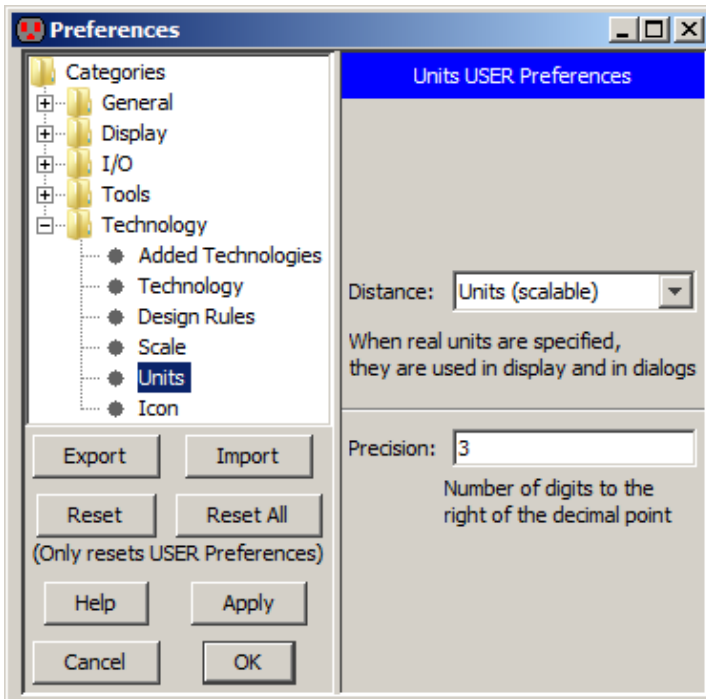 Preferences
Categories
General
Display
I/O
Tools
Technology
Added Technologies
Technology
Design Rules
Scale
Units
Icon
Export
Import
Reset
Reset All
(Only resets USER Preferences)
Help
Apply
Cancel
OK
Units USER Preferences
Distance: Units (scalable)
When real units are specified,
they are used in display and in dialogs
Precision: 3
Number of digits to the
right of the decimal point